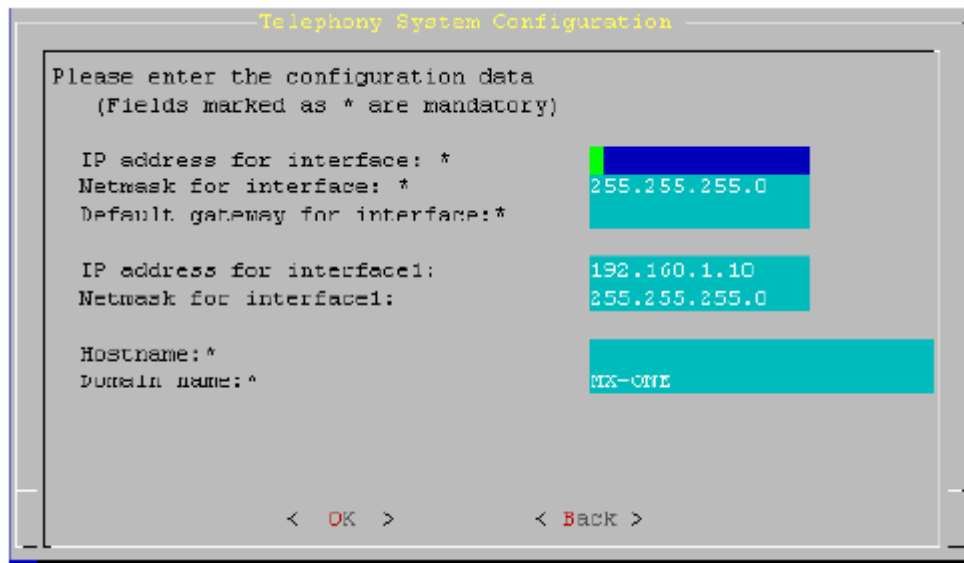 Telephony System Configuration
Please enter the configuration data
(Fields marked as * are mandatory)
IP address for interface: *
Netmask for interface: * 255.255.255.0
Default gateway for interface:*
IP address for interface1: 192.168.1.10
Netmask for interface1: 255.255.255.0
Hostname:*
Domain name:* MX-ONE
< OK > < Back >